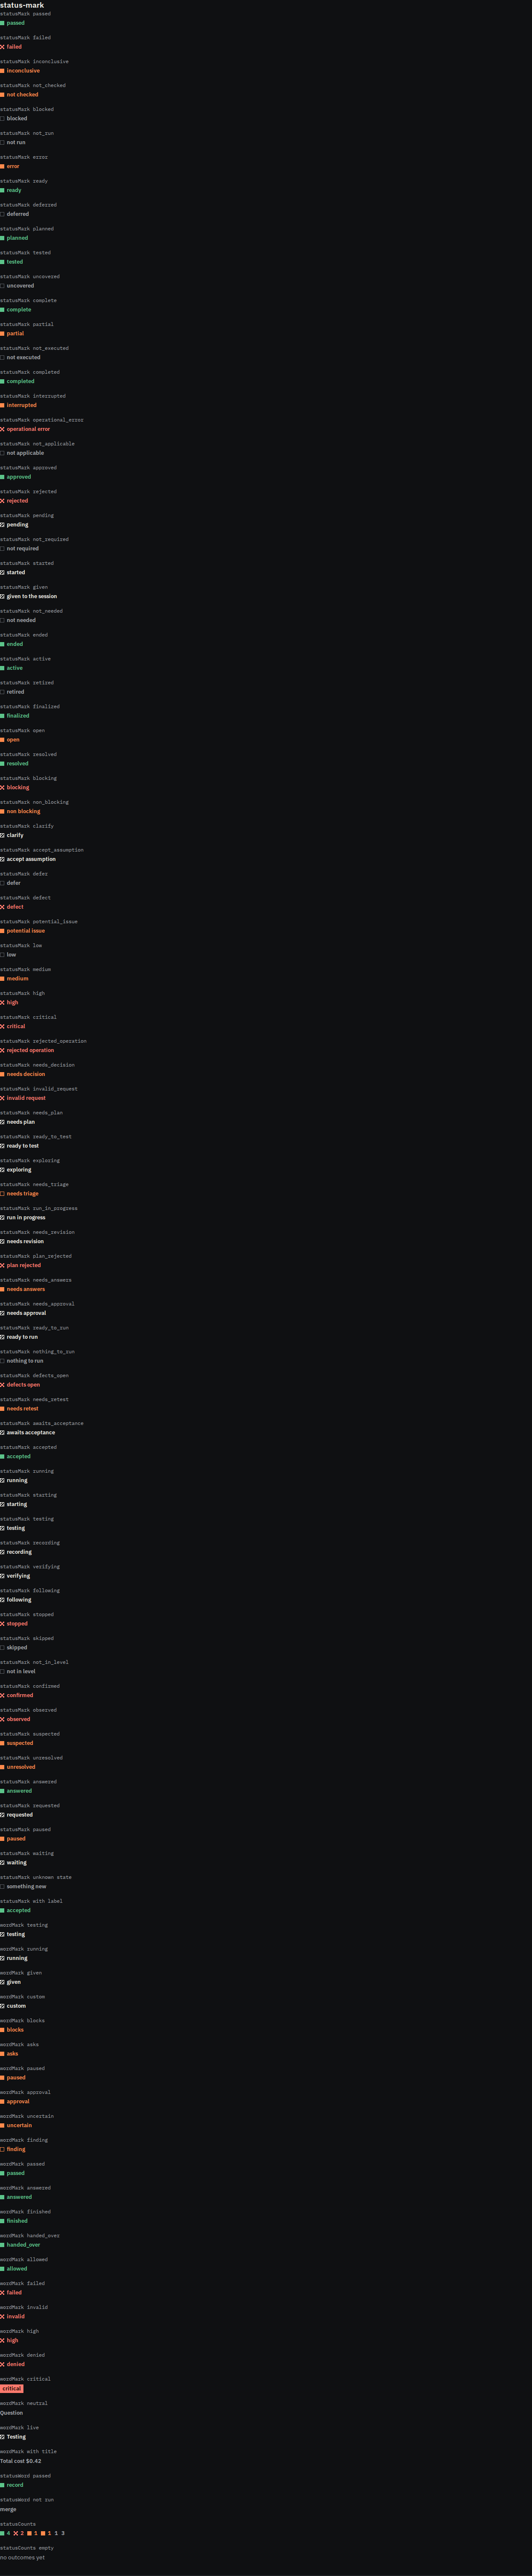 status-mark
statusMark passed
passed
statusMark failed
failed
statusMark inconclusive
inconclusive
statusMark not_checked
not checked
statusMark blocked
blocked
statusMark not_run
not run
statusMark error
error
statusMark ready
ready
statusMark deferred
deferred
statusMark planned
planned
statusMark tested
tested
statusMark uncovered
uncovered
statusMark complete
complete
statusMark partial
partial
statusMark not_executed
not executed
statusMark completed
completed
statusMark interrupted
interrupted
statusMark operational_error
operational error
statusMark not_applicable
not applicable
statusMark approved
approved
statusMark rejected
rejected
statusMark pending
pending
statusMark not_required
not required
statusMark started
started
statusMark given
given to the session
statusMark not_needed
not needed
statusMark ended
ended
statusMark active
active
statusMark retired
retired
statusMark finalized
finalized
statusMark open
open
statusMark resolved
resolved
statusMark blocking
blocking
statusMark non_blocking
non blocking
statusMark clarify
clarify
statusMark accept_assumption
accept assumption
statusMark defer
defer
statusMark defect
defect
statusMark potential_issue
potential issue
statusMark low
low
statusMark medium
medium
statusMark high
high
statusMark critical
critical
statusMark rejected_operation
rejected operation
statusMark needs_decision
needs decision
statusMark invalid_request
invalid request
statusMark needs_plan
needs plan
statusMark ready_to_test
ready to test
statusMark exploring
exploring
statusMark needs_triage
needs triage
statusMark run_in_progress
run in progress
statusMark needs_revision
needs revision
statusMark plan_rejected
plan rejected
statusMark needs_answers
needs answers
statusMark needs_approval
needs approval
statusMark ready_to_run
ready to run
statusMark nothing_to_run
nothing to run
statusMark defects_open
defects open
statusMark needs_retest
needs retest
statusMark awaits_acceptance
awaits acceptance
statusMark accepted
accepted
statusMark running
running
statusMark starting
starting
statusMark testing
testing
statusMark recording
recording
statusMark verifying
verifying
statusMark following
following
statusMark stopped
stopped
statusMark skipped
skipped
statusMark not_in_level
not in level
statusMark confirmed
confirmed
statusMark observed
observed
statusMark suspected
suspected
statusMark unresolved
unresolved
statusMark answered
answered
statusMark requested
requested
statusMark paused
paused
statusMark waiting
waiting
statusMark unknown state
something new
statusMark with label
accepted
wordMark testing
testing
wordMark running
running
wordMark given
given
wordMark custom
custom
wordMark blocks
blocks
wordMark asks
asks
wordMark paused
paused
wordMark approval
approval
wordMark uncertain
uncertain
wordMark finding
finding
wordMark passed
passed
wordMark answered
answered
wordMark finished
finished
wordMark handed_over
handed_over
wordMark allowed
allowed
wordMark failed
failed
wordMark invalid
invalid
wordMark high
high
wordMark denied
denied
wordMark critical
critical
wordMark neutral
Question
wordMark live
Testing
wordMark with title
Total cost $0.42
statusWord passed
record
statusWord not run
merge
statusCounts
4 2 1 1 1 3
statusCounts empty
no outcomes yet